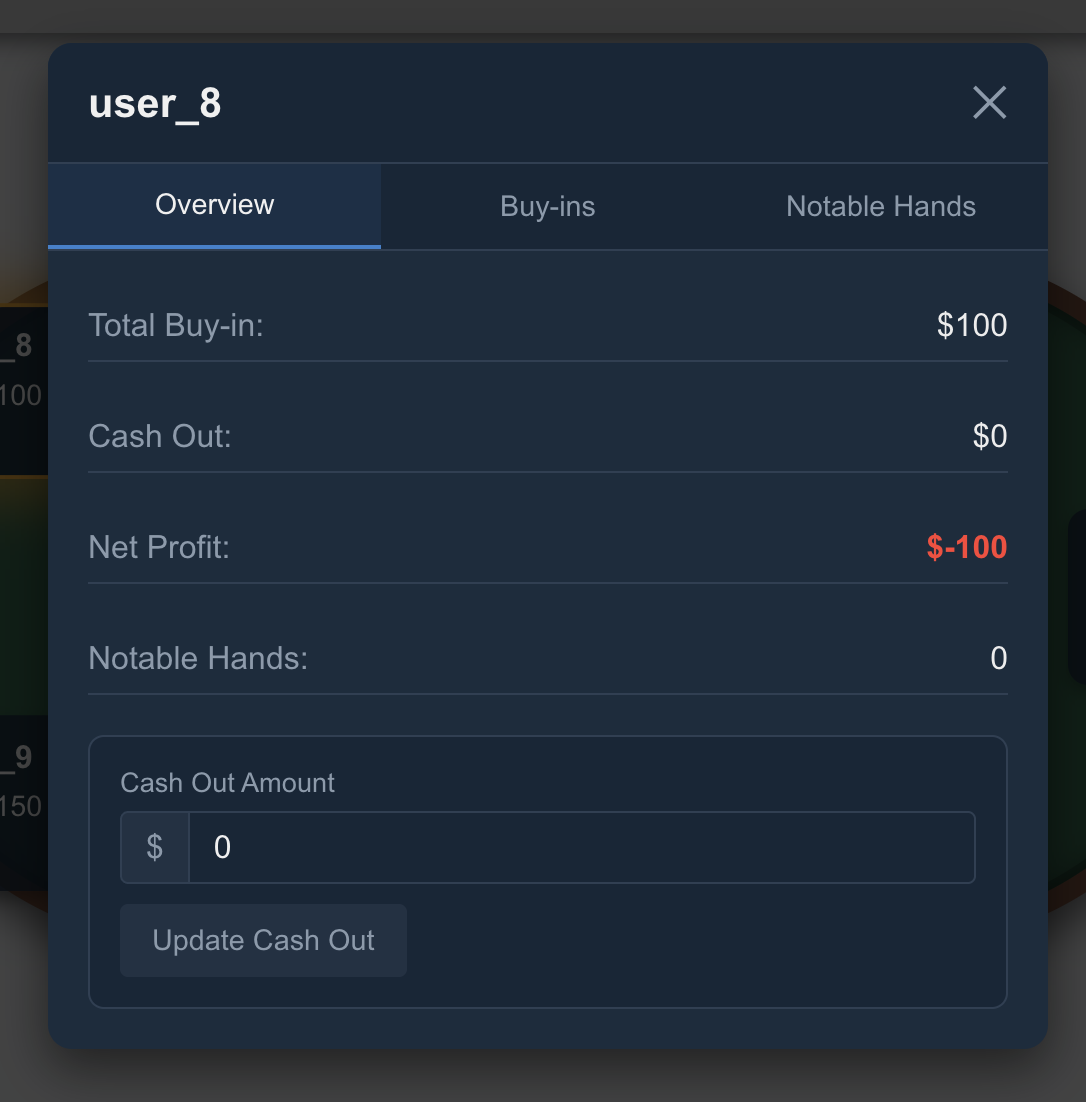 user_8
Overview
Buy-ins
Notable Hands
Total Buy-in:
$100
Cash Out:
$0
Net Profit:
$-100
Notable Hands:
0
Cash Out Amount
$
0
Update Cash Out
_8
100
_9
150